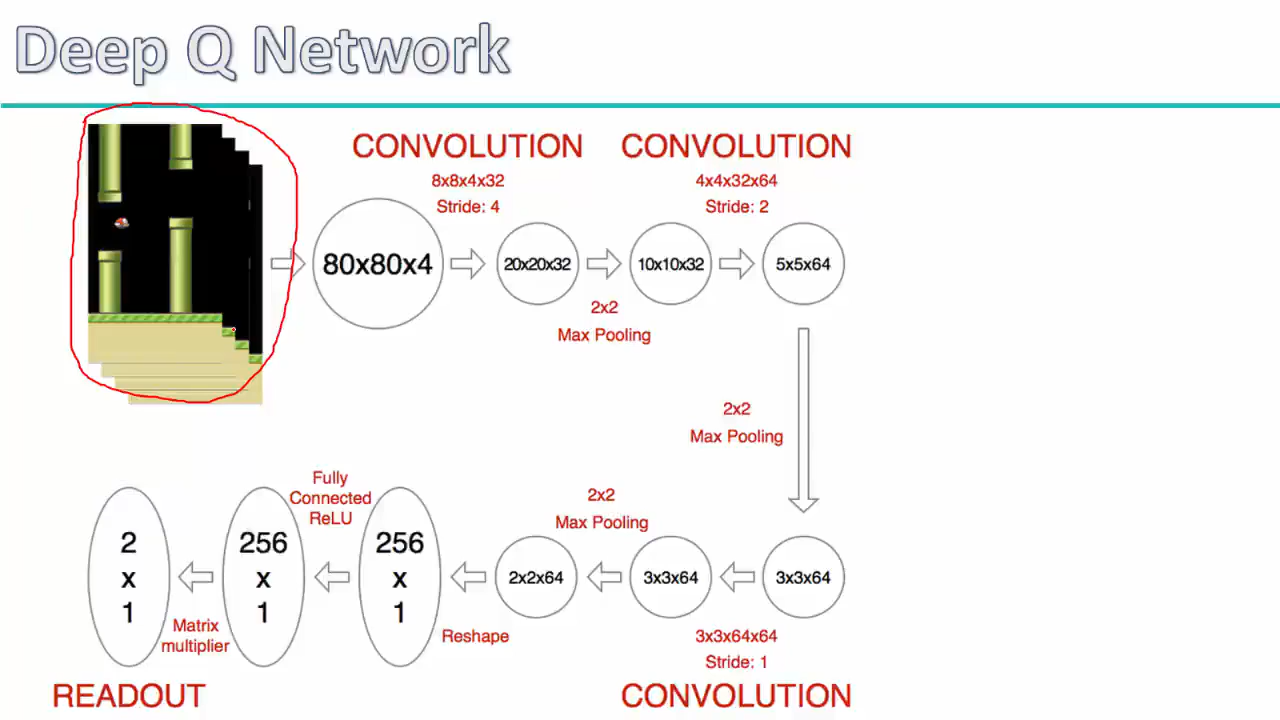 Deep Q Network
CONVOLUTION
8x8x4x32
Stride: 4
CONVOLUTION
4x4x32x64
Stride: 2
80x80x4
20x20x32
10x10x32
5x5x64
2x2
Max Pooling
2x2
Max Pooling
Fully
Connected
ReLU
2x2
Max Pooling
2
x
1
256
x
1
256
x
1
2x2x64
3x3x64
3x3x64
Matrix
multiplier
Reshape
3x3x64x64
Stride: 1
READOUT
CONVOLUTION